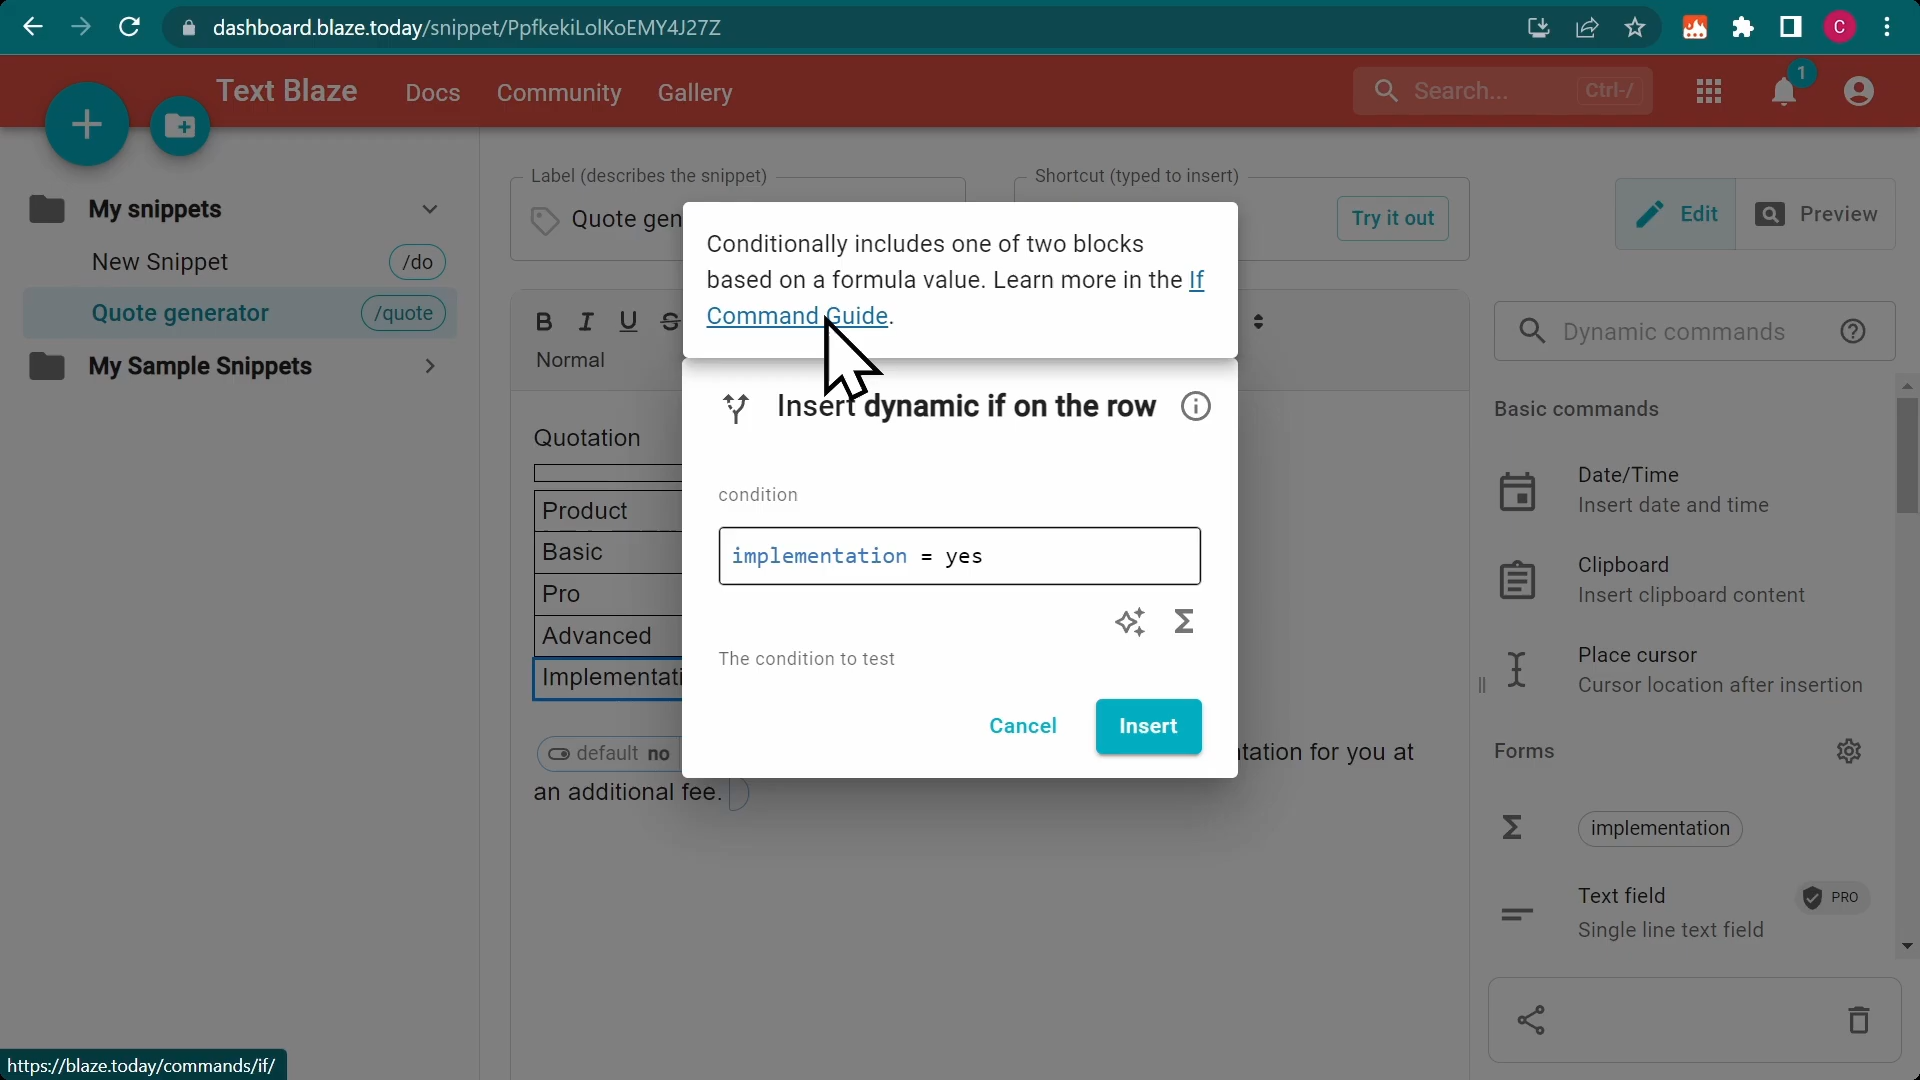 dashboard.blaze.today/snippet/PpfkekiLolKoEMY4J27Z
C
Text Blaze
Docs
Community
Gallery
Search...
Ctrl-/
1
My snippets
New Snippet
/do
Quote generator
/quote
My Sample Snippets
Label (describes the snippet)
Quote gen
Shortcut (typed to insert)
Try it out
Edit
Preview
Conditionally includes one of two blocks
based on a formula value. Learn more in the If
Command Guide.
B I U S
Normal
Insert dynamic if on the row
condition
implementation = yes
The condition to test
Cancel
Insert
Quotation
Product
Basic
Pro
Advanced
Implementati
default no
tation for you at
an additional fee.
Dynamic commands
Basic commands
Date/Time
Insert date and time
Clipboard
Insert clipboard content
Place cursor
Cursor location after insertion
Forms
implementation
Text field
PRO
Single line text field
https://blaze.today/commands/if/